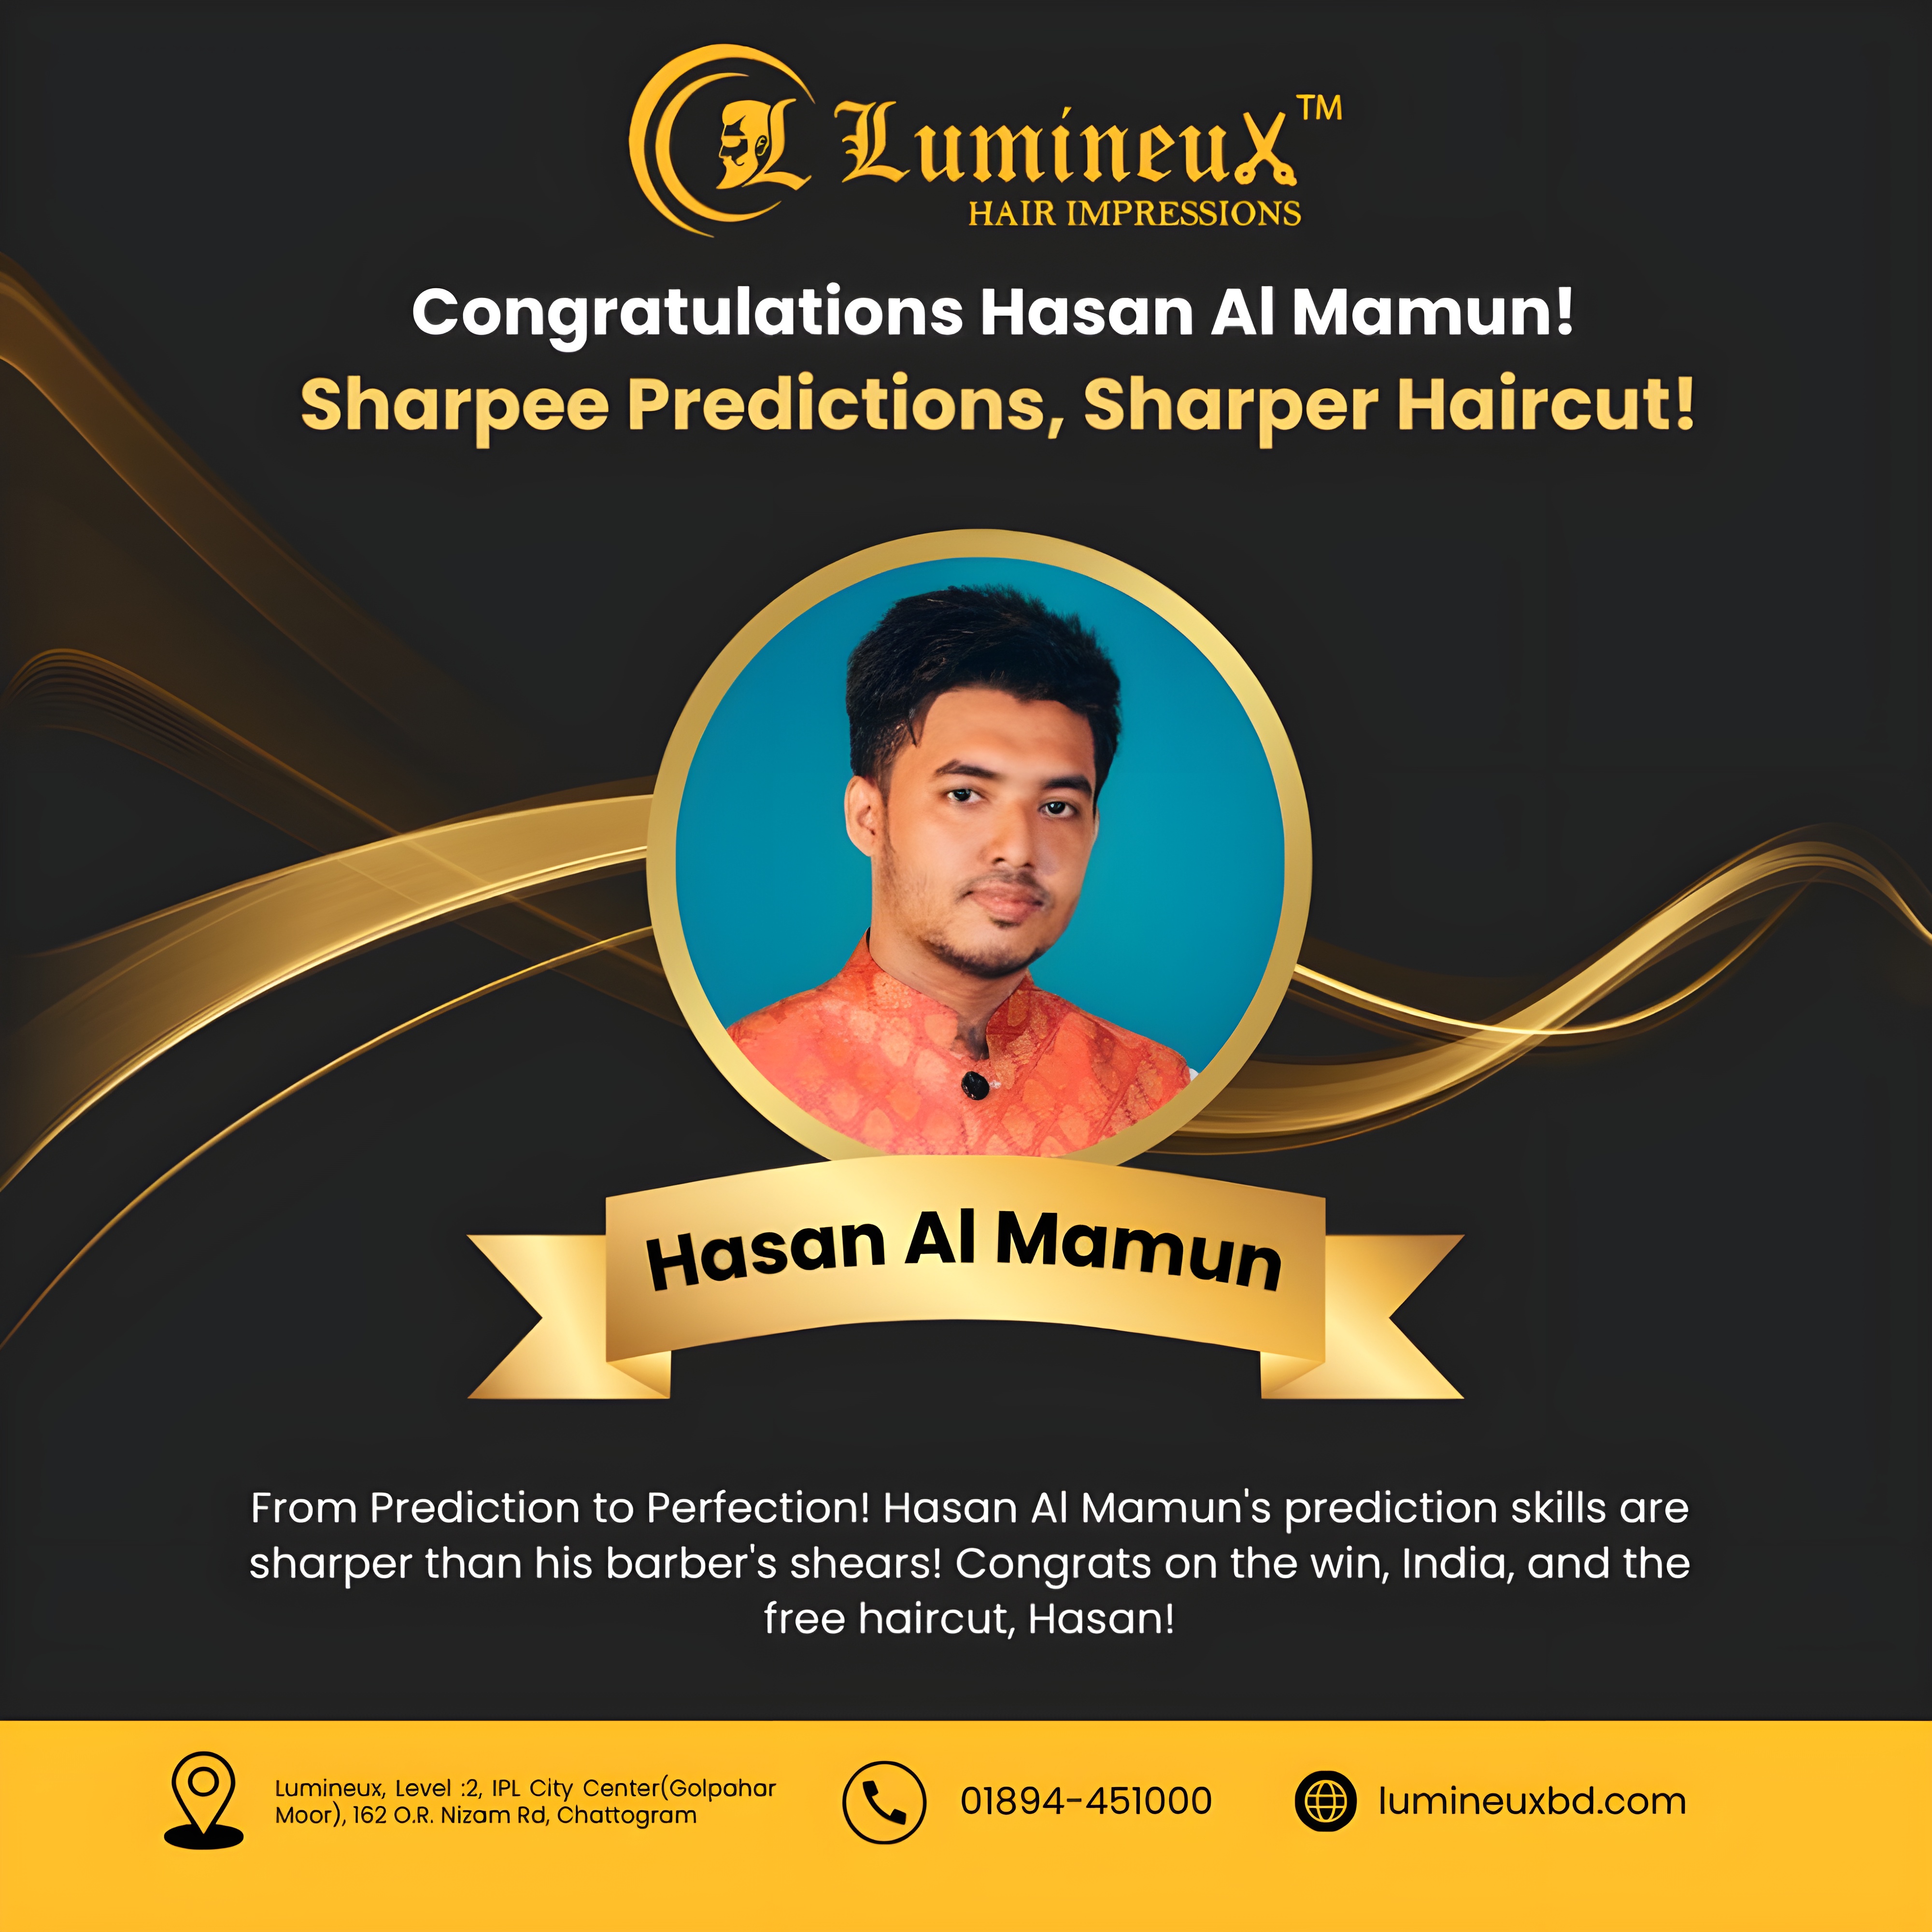 L Lumineux™
HAIR IMPRESSIONS
Congratulations Hasan Al Mamun!
Sharpee Predictions, Sharper Haircut!
Hasan Al Mamun
From Prediction to Perfection! Hasan Al Mamun's prediction skills are
sharper than his barber's shears! Congrats on the win, India, and the
free haircut, Hasan!
Lumineux, Level :2, IPL City Center(Golpahar
Moor), 162 O.R. Nizam Rd, Chattogram
01894-451000
lumineuxbd.com